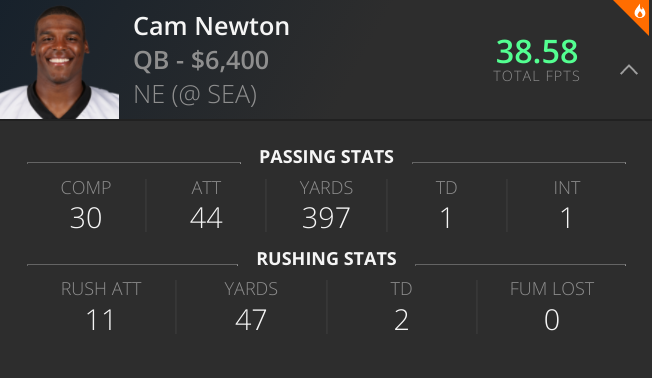 Cam Newton
QB - $6,400
NE (@ SEA)
38.58
TOTAL FPTS
PASSING STATS
COMP ATT YARDS TD INT
30 44 397 1 1
RUSHING STATS
RUSH ATT YARDS TD FUM LOST
11 47 2 0